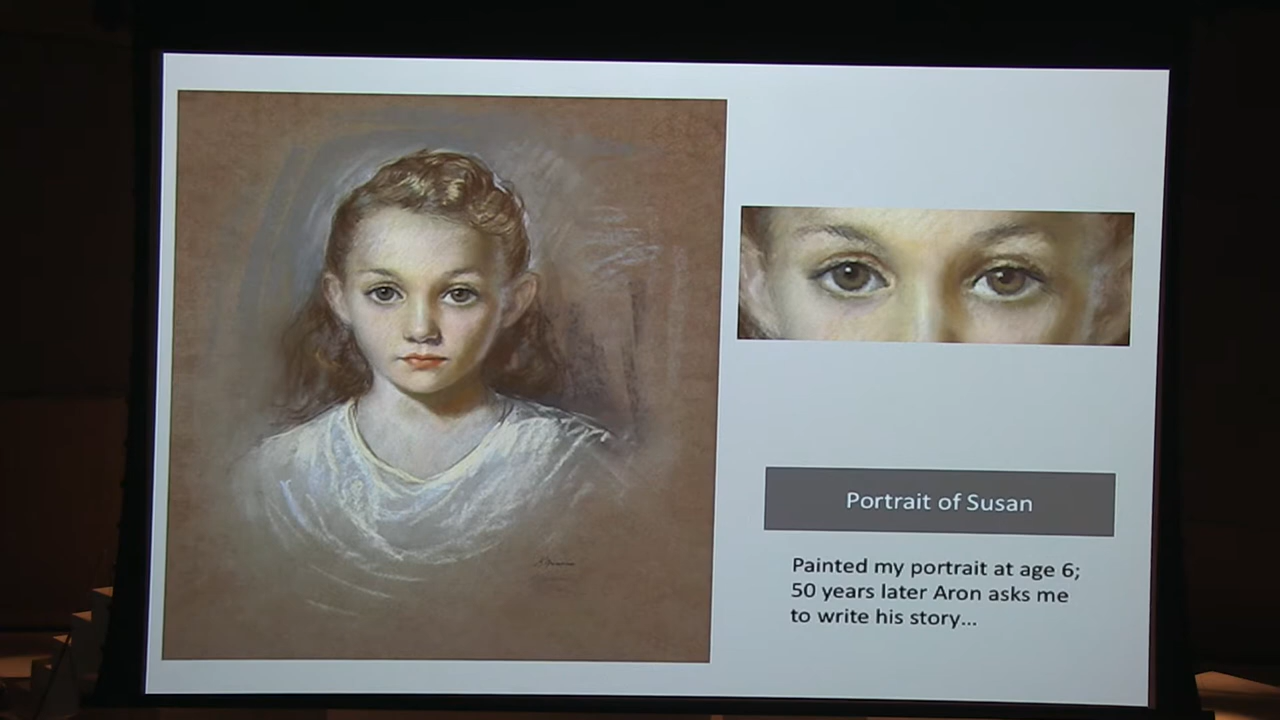 Portrait of Susan
Painted my portrait at age 6;
50 years later Aron asks me
to write his story...